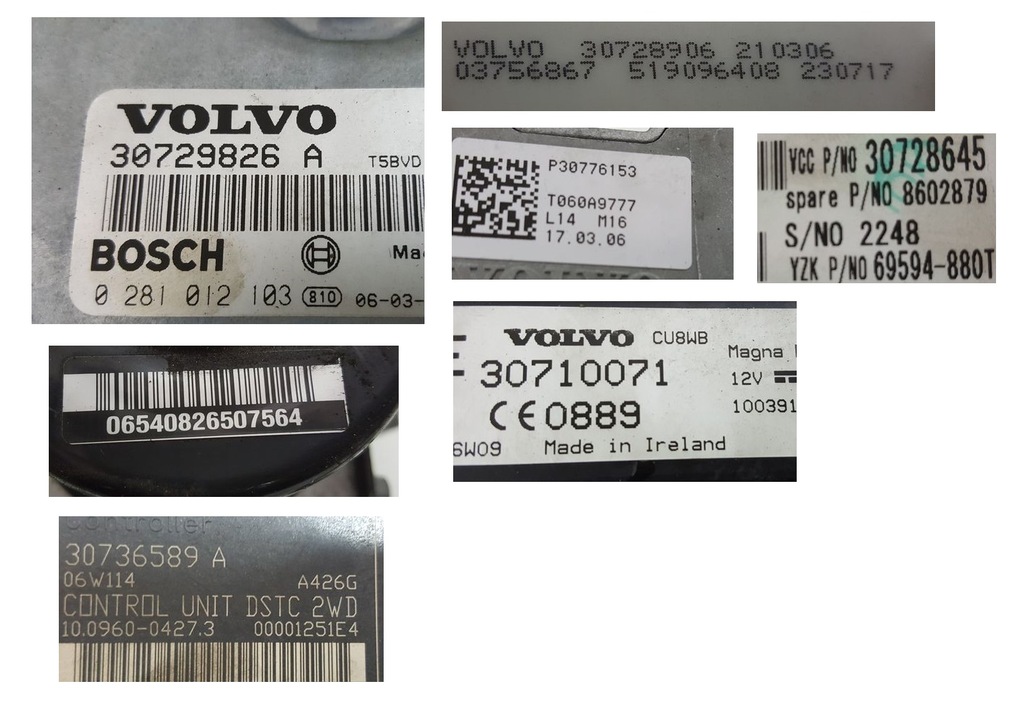 VOLVO
30729826 A T5BVD
BOSCH Ma
0 281 012 103 810 06-03-
VOLVO 30728906 210306
03756867 519096408 230717
P30776153
T060A9777
L14 M16
17.03.06
VCC P/NO 30728645
spare P/NO 8602879
S/NO 2248
YZK P/NO 69594-880T
VOLVO CU8WB
30710071
Magna
12V
CE0889
100391
6W09 Made in Ireland
06540826507564
Controller
30736589 A
06W114 A426G
CONTROL UNIT DSTC 2WD
10.0960-0427.3 00001251E4